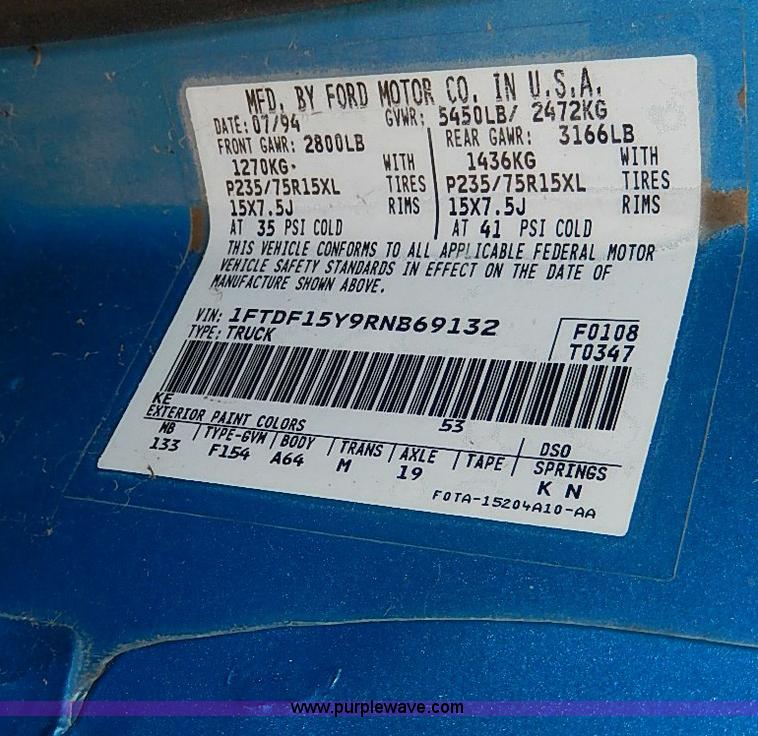 MFD. BY FORD MOTOR CO. IN U.S.A.
DATE: 07/94 GVWR: 5450LB/ 2472KG
FRONT GAWR: 2800LB REAR GAWR: 3166LB
1270KG WITH 1436KG WITH
P235/75R15XL TIRES P235/75R15XL TIRES
15X7.5J RIMS 15X7.5J RIMS
AT 35 PSI COLD AT 41 PSI COLD
THIS VEHICLE CONFORMS TO ALL APPLICABLE FEDERAL MOTOR
VEHICLE SAFETY STANDARDS IN EFFECT ON THE DATE OF
MANUFACTURE SHOWN ABOVE.
VIN: 1FTDF15Y9RNB69132 F0108
TYPE: TRUCK T0347
KE 53
EXTERIOR PAINT COLORS DSO
WB TYPE-GVW BODY TRANS AXLE TAPE SPRINGS
133 F154 A64 M 19 K N
F0TA-15204A10-AA
www.purplewave.com